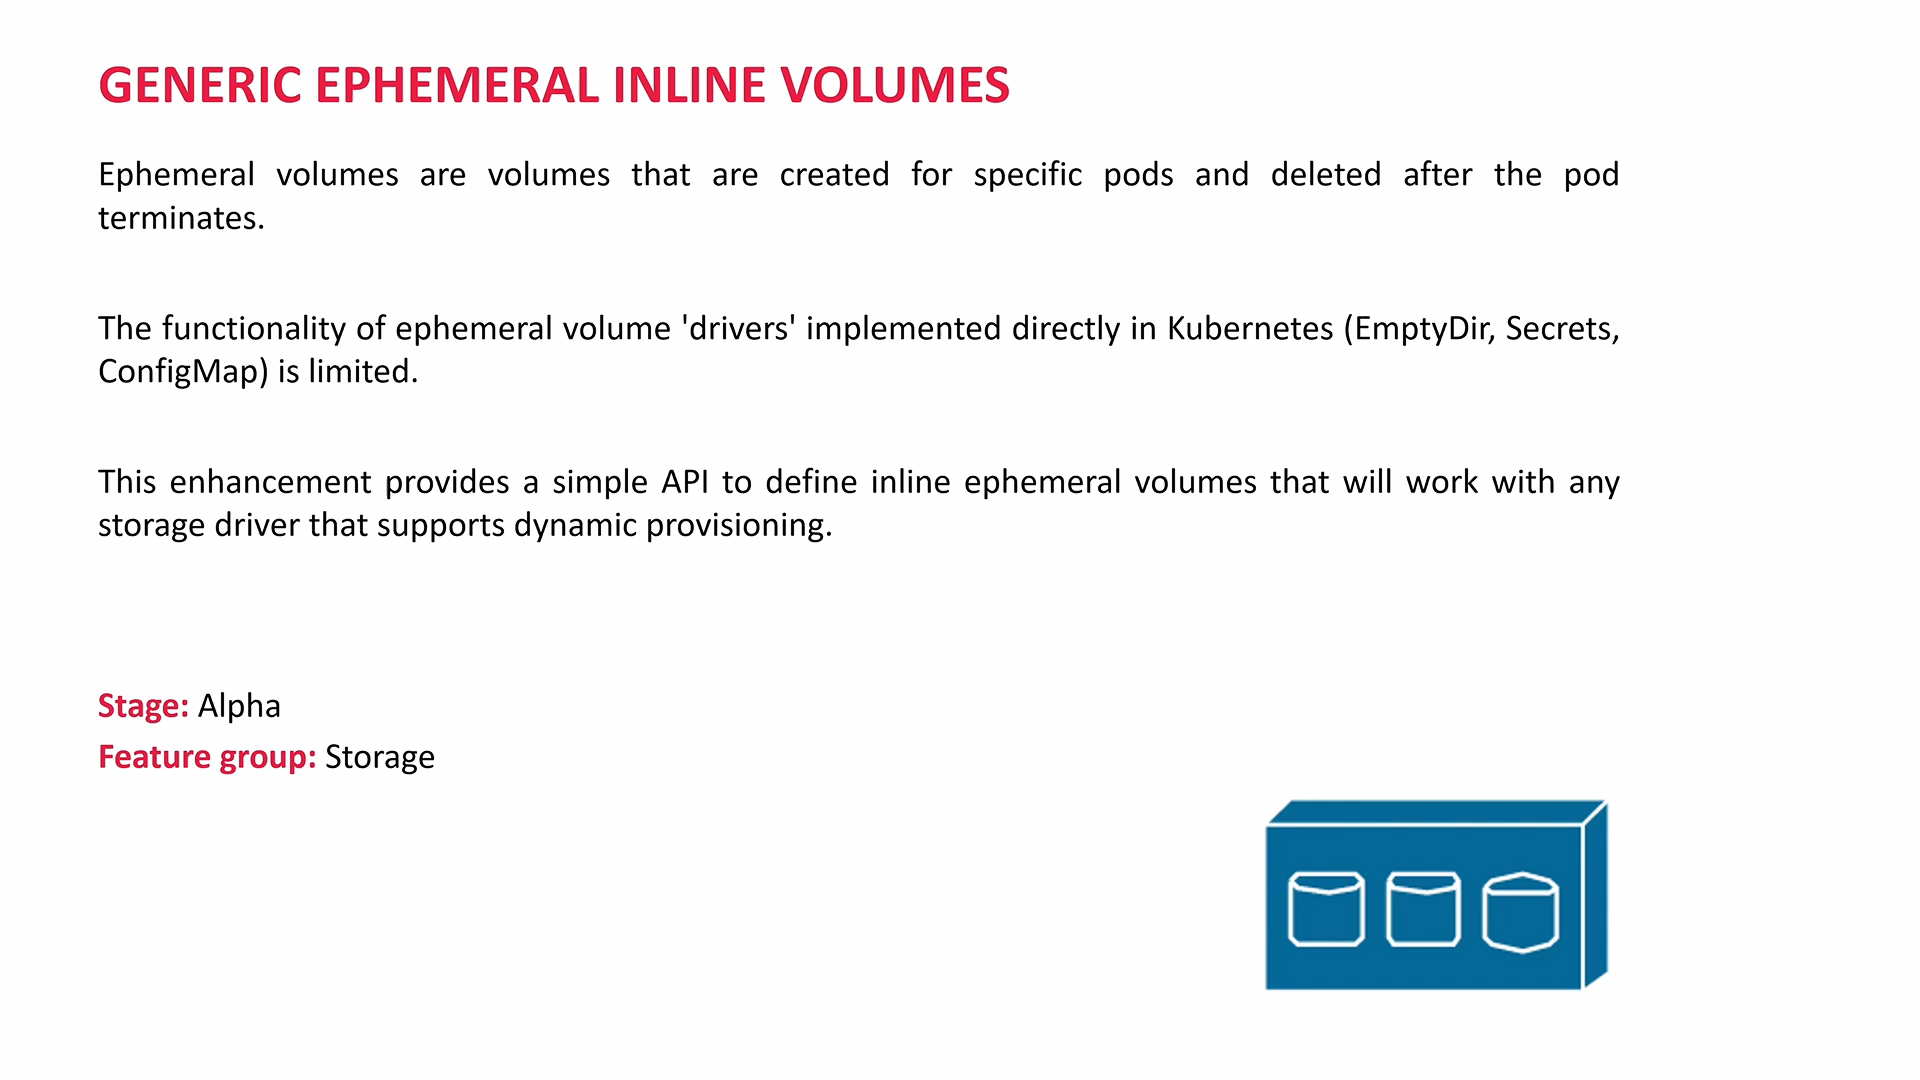 GENERIC EPHEMERAL INLINE VOLUMES
Ephemeral volumes are volumes that are created for specific pods and deleted after the pod
terminates.
The functionality of ephemeral volume 'drivers' implemented directly in Kubernetes (EmptyDir, Secrets,
ConfigMap) is limited.
This enhancement provides a simple API to define inline ephemeral volumes that will work with any
storage driver that supports dynamic provisioning.
Stage: Alpha
Feature group: Storage